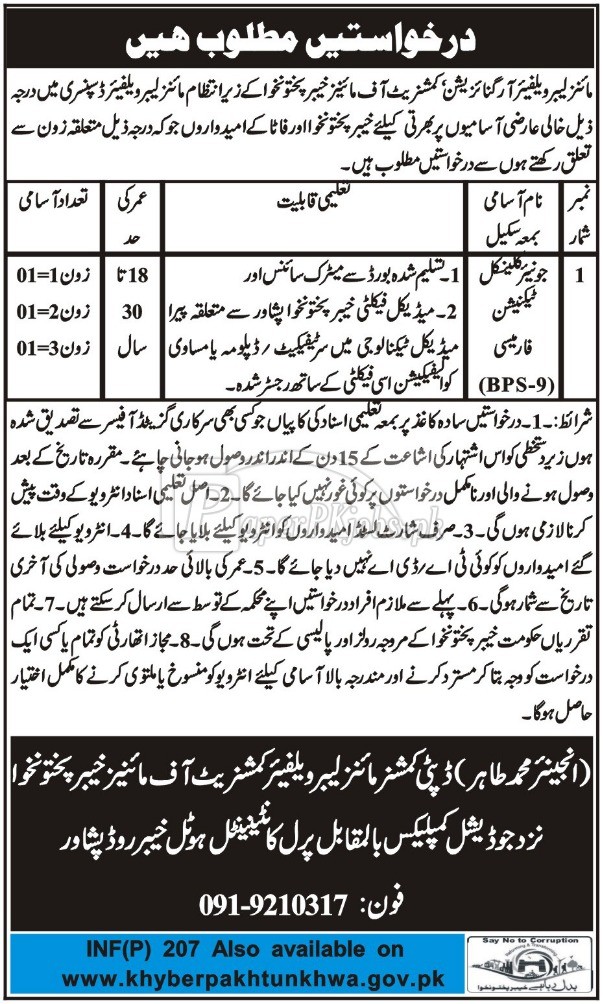 درخواستیں مطلوب ھیں
مائنز لیبر ویلفیئر آرگنائزیشن، کمشنریٹ آف مائینز خیبر پختونخوا کے زیر انتظام مائنز لیبر ویلفیئر ڈسپنسری میں درجہ
ذیل خالی عارضی آسامیوں پر بھرتی کیلئے خیبر پختونخوا اور فاٹا کے امیدواروں جو کہ درجہ ذیل متعلقہ زون سے
تعلق رکھتے ہوں سے درخواستیں مطلوب ہیں۔
نمبر شمار
نام آسامی بمعہ سکیل
تعلیمی قابلیت
عمر کی حد
تعداد آسامی
1
جونیئر کلینکل
ٹیکنیشن
فارمیسی
(BPS-9)
1۔ تسلیم شدہ بورڈ سے میٹرک سائنس اور
2۔ میڈیکل فیکلٹی خیبر پختونخوا پشاور سے متعلقہ پیرا
میڈیکل ٹیکنالوجی میں سرٹیفیکیٹ / ڈپلومہ یا مساوی
کوالیفیکیشن اسی فیکلٹی کے ساتھ رجسٹر شدہ۔
18 تا
30
سال
زون1=01
زون2=01
زون3=01
شرائط:۔ 1۔ درخواستیں سادہ کاغذ پر بمعہ تعلیمی اسناد کی کاپیاں جو کسی بھی سرکاری گزیٹڈ آفیسر سے تصدیق شدہ
ہوں زیر دستخطی کو اس اشتہار کی اشاعت کے 15 دن کے اندر اندر وصول ہو جانی چاہئے۔ مقررہ تاریخ کے بعد
وصول ہونے والی اور نامکمل درخواستوں پر کوئی غور نہیں کیا جائے گا۔ 2۔ اصل تعلیمی اسناد انٹرویو کے وقت پیش
کرنا لازمی ہوں گی۔ 3۔ صرف شارٹ لسٹڈ امیدواروں کو انٹرویو کیلئے بلایا جائے گا۔ 4۔ انٹرویو کیلئے بلائے
گئے امیدواروں کو کوئی ٹی اے/ڈی اے نہیں دیا جائے گا۔ 5۔ عمر کی بالائی حد درخواست وصولی کی آخری
تاریخ سے شمار ہوگی۔ 6۔ پہلے سے ملازم افراد درخواستیں اپنے محکمہ کے توسط سے ارسال کر سکتے ہیں۔ 7۔ تمام
تقرریاں حکومت خیبر پختونخوا کے مروجہ رولز اور پالیسی کے تحت ہوں گی۔ 8۔ مجاز اتھارٹی کو تمام یا کسی ایک
درخواست کو وجہ بتا کر مسترد کرنے اور مندرجہ بالا آسامی کیلئے انٹرویو کو منسوخ یا ملتوی کرنے کا مکمل اختیار
حاصل ہوگا۔
PaperPkjobs.pk
(انجینئر محمد طاہر) ڈپٹی کمشنر مائنز لیبر ویلفیئر کمشنریٹ آف مائنیز خیبر پختونخوا
نزد جوڈیشل کمپلیکس بالمقابل پرل کانٹینینٹل ہوٹل خیبر روڈ پشاور
فون: 091-9210317
INF(P) 207 Also available on
www.khyberpakhtunkhwa.gov.pk
Say No to Corruption
بدل دیا ہے خیبر پختونخوا